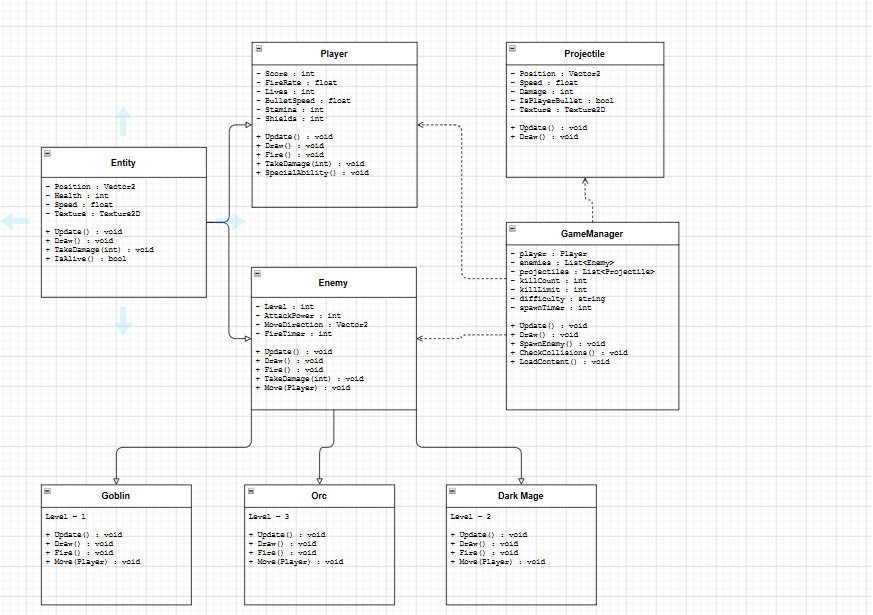 Player
- Score : int
- FireRate : float
- Lives : int
- BulletSpeed : float
- Stamina : int
- Shields : int
+ Update() : void
+ Draw() : void
+ Fire() : void
+ TakeDamage(int) : void
+ SpecialAbility() : void
Projectile
- Position : Vector2
- Speed : float
- Damage : int
- IsPlayerBullet : bool
- Texture : Texture2D
+ Update() : void
+ Draw() : void
Entity
- Position : Vector2
- Health : int
- Speed : float
- Texture : Texture2D
+ Update() : void
+ Draw() : void
+ TakeDamage(int) : void
+ IsAlive() : bool
GameManager
- player : Player
- enemies : List<Enemy>
- projectiles : List<Projectile>
- killCount : int
- killLimit : int
- difficulty : string
- spawnTimer : int
+ Update() : void
+ Draw() : void
+ SpawnEnemy() : void
+ CheckCollisions() : void
+ LoadContent() : void
Enemy
- Level : int
- AttackPower : int
- MoveDirection : Vector2
- FireTimer : int
+ Update() : void
+ Draw() : void
+ Fire() : void
+ TakeDamage(int) : void
+ Move(Player) : void
Goblin
Level - 1
+ Update() : void
+ Draw() : void
+ Fire() : void
+ Move(Player) : void
Orc
Level - 3
+ Update() : void
+ Draw() : void
+ Fire() : void
+ Move(Player) : void
Dark Mage
Level - 2
+ Update() : void
+ Draw() : void
+ Fire() : void
+ Move(Player) : void